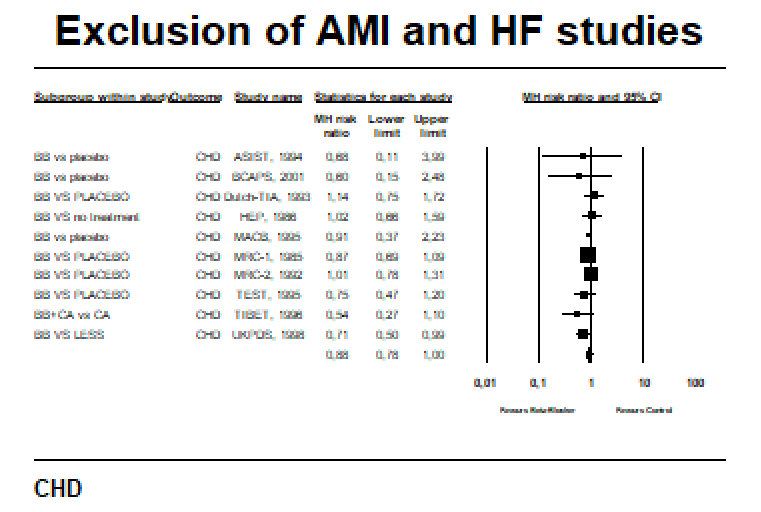 Exclusion of AMI and HF studies
Subgroup within study Outcome Study name Statistics for each study MH risk ratio and 95% CI
MH risk Lower Upper
ratio limit limit
BB vs placebo CHD ASIST, 1994 0,68 0,11 3,99
BB vs placebo CHD BCAPS, 2001 0,60 0,15 2,48
BB VS PLACEBO CHD Dutch-TIA, 1993 1,14 0,75 1,72
BB VS no treatment CHD HEP, 1986 1,02 0,66 1,59
BB vs placebo CHD MACB, 1995 0,91 0,37 2,23
BB VS PLACEBO CHD MRC-1, 1985 0,87 0,69 1,09
BB VS PLACEBO CHD MRC-2, 1992 1,01 0,78 1,31
BB VS PLACEBO CHD TEST, 1995 0,75 0,47 1,20
BB+CA vs CA CHD TIBET, 1996 0,54 0,27 1,10
BB VS LESS CHD UKPDS, 1998 0,71 0,50 0,99
0,88 0,78 1,00
0,01 0,1 1 10 100
Favours BetaBlocker Favours Control
CHD